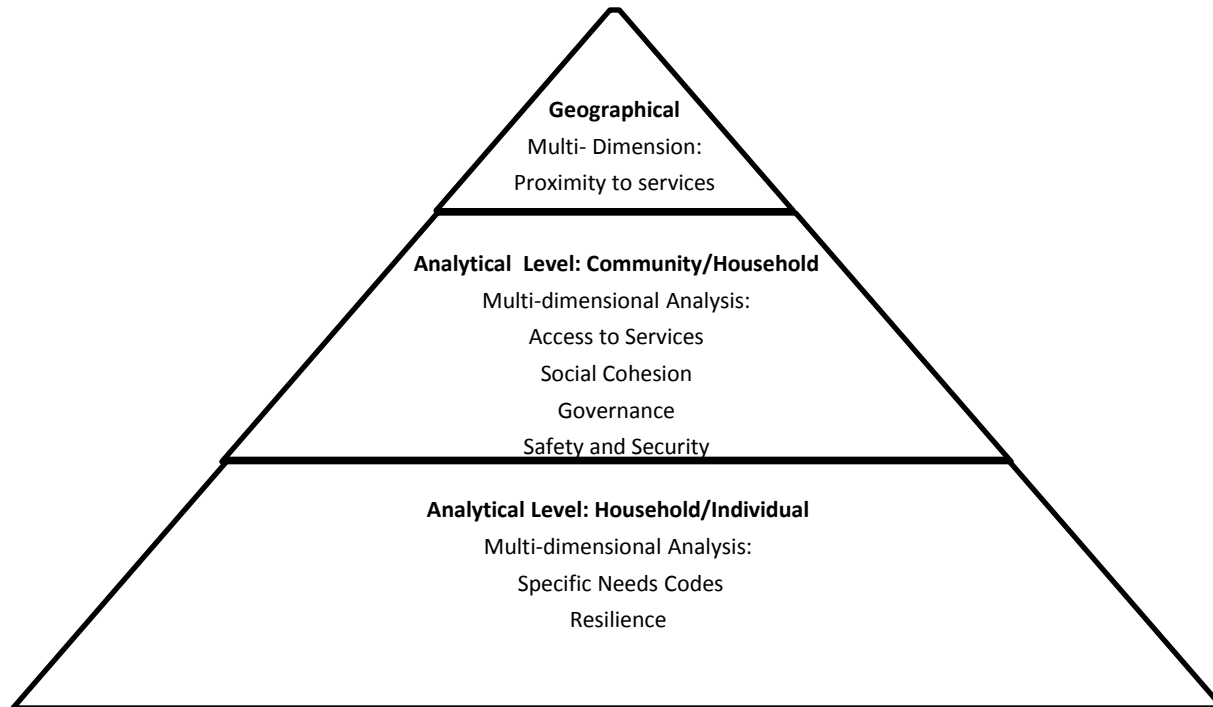 Geographical
Multi- Dimension:
Proximity to services
Analytical  Level: Community/Household
Multi-dimensional Analysis:
Access to Services
Social Cohesion
Governance
Safety and Security
Analytical Level: Household/Individual
Multi-dimensional Analysis:
Specific Needs Codes
Resilience